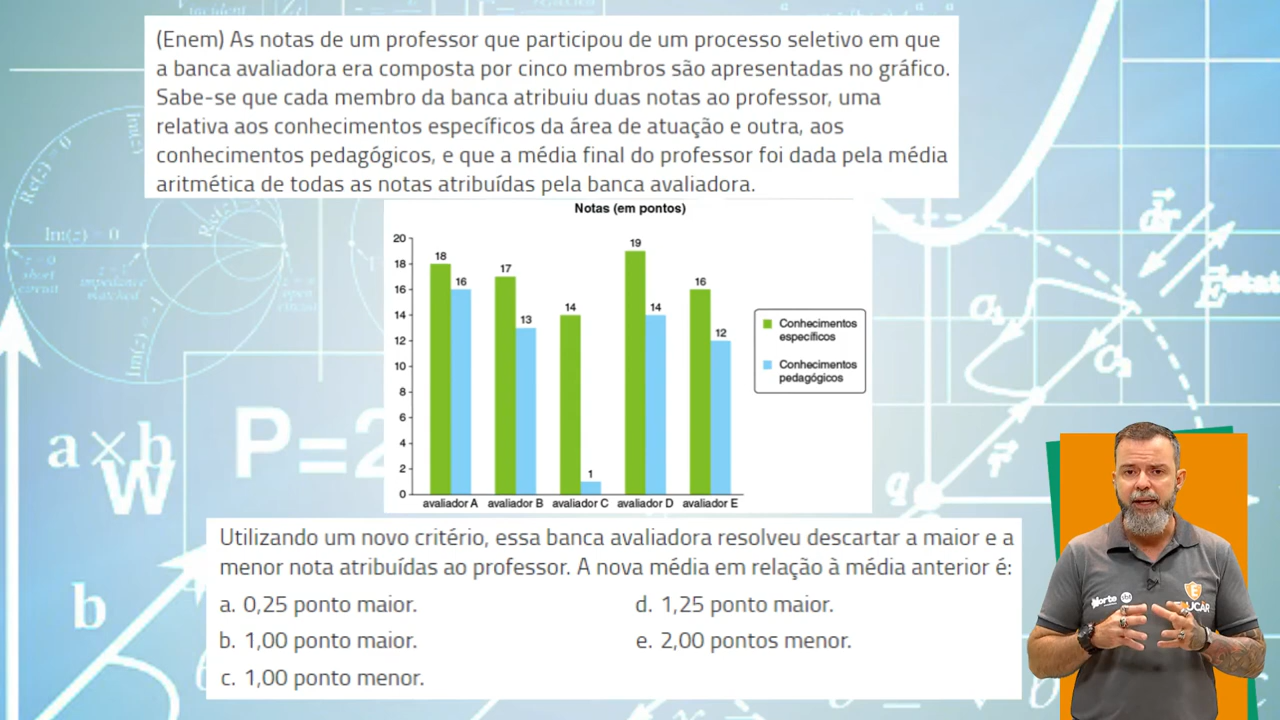 (Enem) As notas de um professor que participou de um processo seletivo em que
a banca avaliadora era composta por cinco membros são apresentadas no gráfico.
Sabe-se que cada membro da banca atribuiu duas notas ao professor, uma
relativa aos conhecimentos específicos da área de atuação e outra, aos
conhecimentos pedagógicos, e que a média final do professor foi dada pela média
aritmética de todas as notas atribuídas pela banca avaliadora.
Notas (em pontos)
20
18
16
14
12
10
8
6
4
2
0
18
16
17
13
14
1
19
14
16
12
avaliador A
avaliador B
avaliador C
avaliador D
avaliador E
Conhecimentos
específicos
Conhecimentos
pedagógicos
Utilizando um novo critério, essa banca avaliadora resolveu descartar a maior e a
menor nota atribuídas ao professor. A nova média em relação à média anterior é:
a. 0,25 ponto maior.
b. 1,00 ponto maior.
c. 1,00 ponto menor.
d. 1,25 ponto maior.
e. 2,00 pontos menor.
Re(z) = 0
Im(z) = 0
a×b
W
P=2
b
q
Norte
sbt